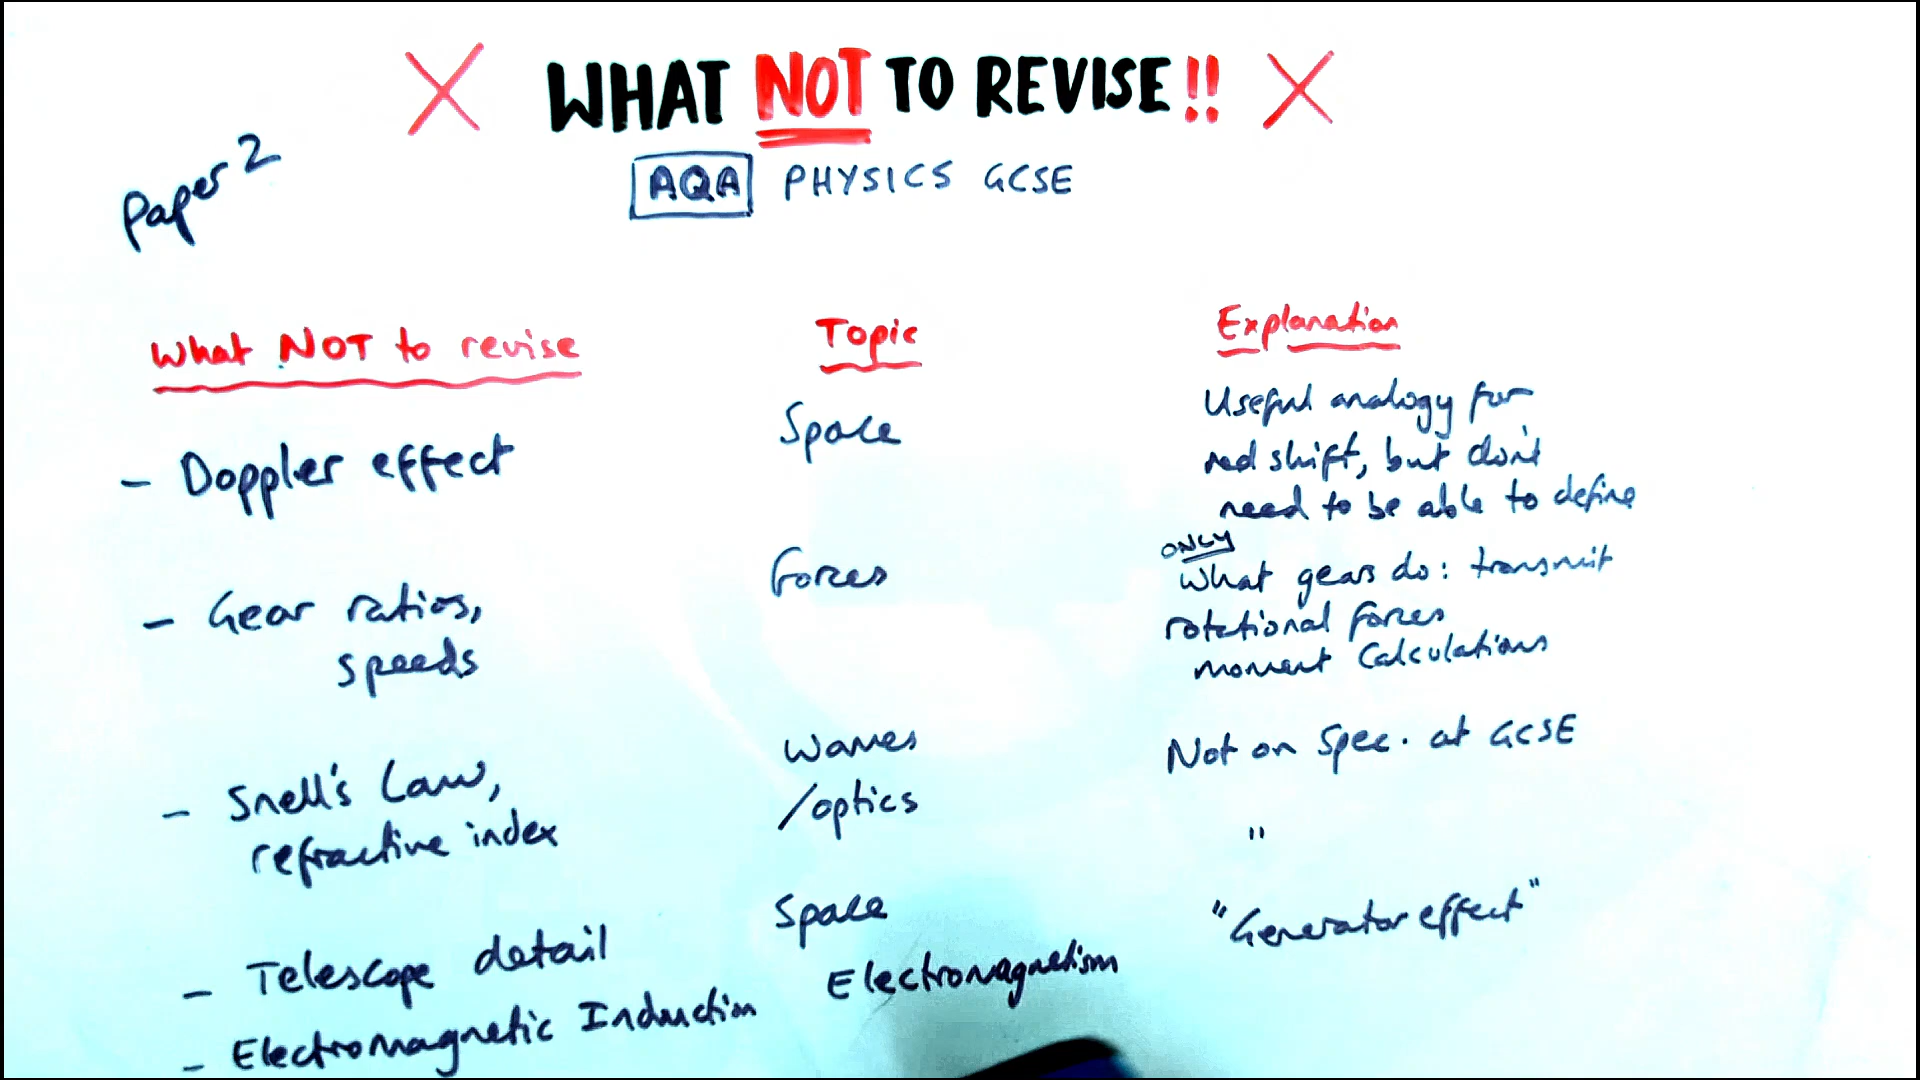 WHAT NOT TO REVISE!!
AQA PHYSICS GCSE
Paper 2
What NOT to revise
Topic
Explanation
- Doppler effect
Space
Useful analogy for
red shift, but don't
need to be able to define
- Gear ratios,
speeds
Forces
ONLY
What gears do: transmit
rotational forces
moment calculations
- Snell's Law,
refractive index
Waves
/optics
Not on Spec. at GCSE
- Telescope detail
Space
"
- Electromagnetic Induction
Electromagnetism
"Generator effect"